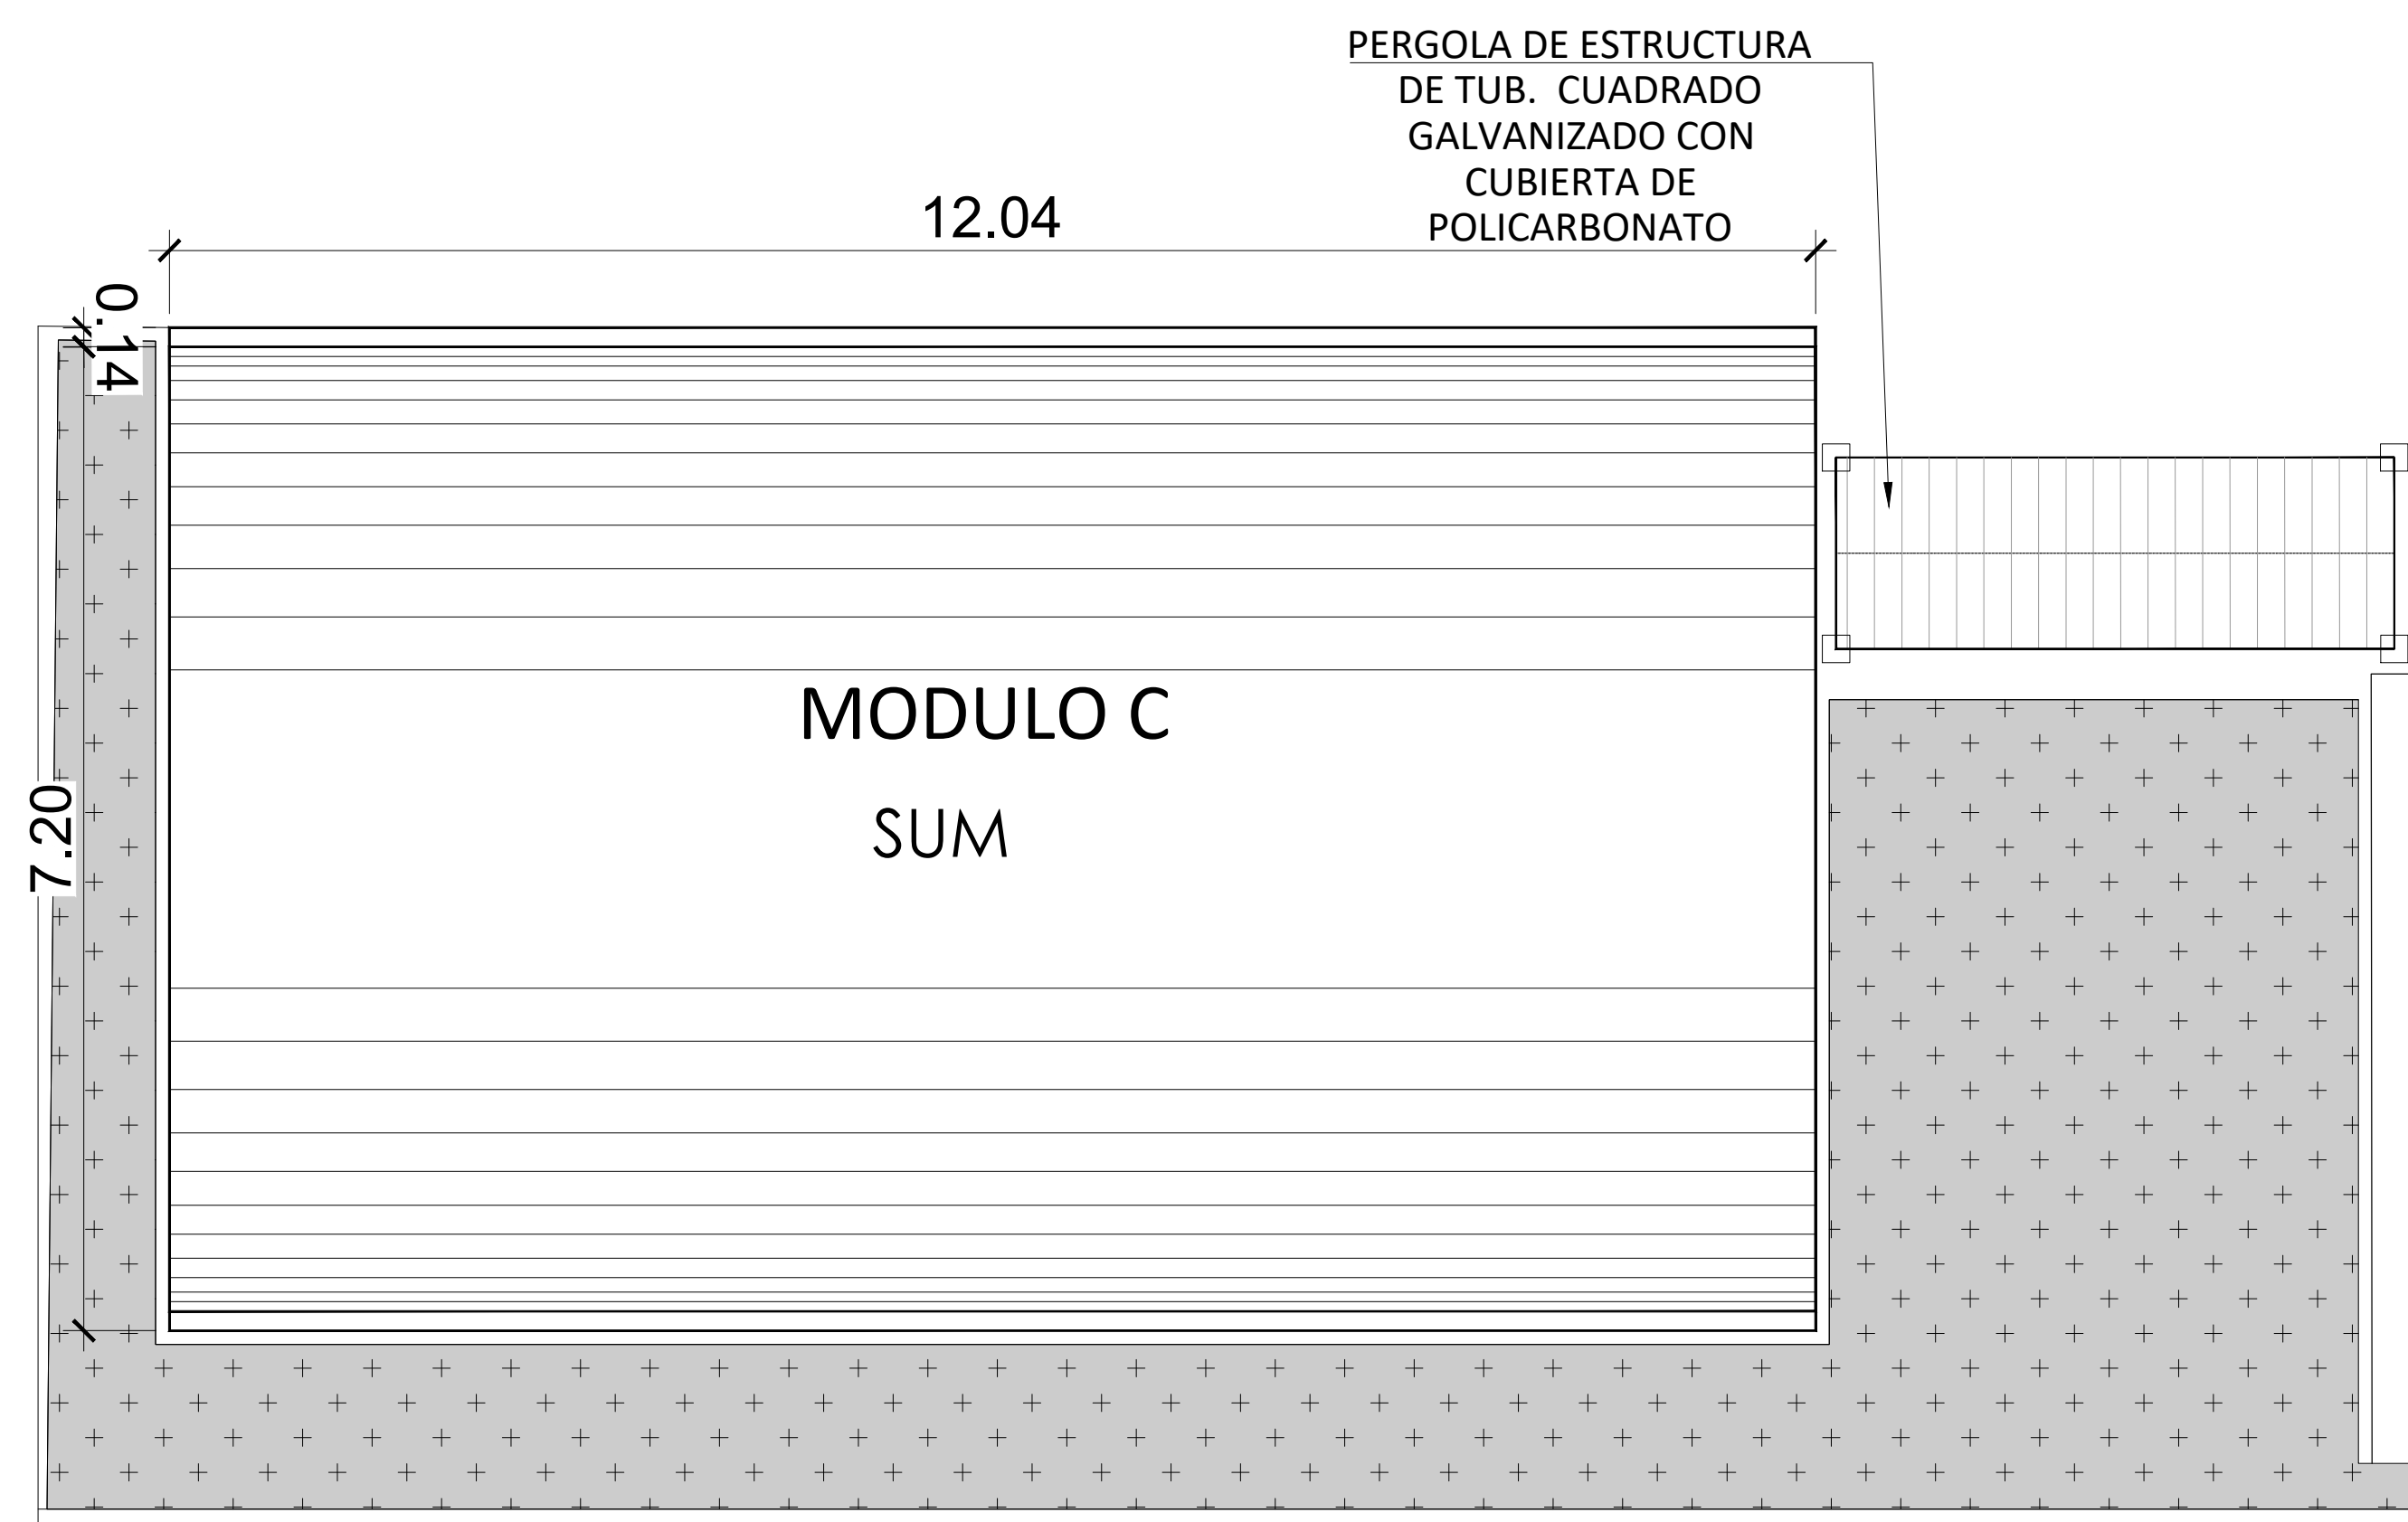 PERGOLA DE ESTRUCTURA
DE TUB. CUADRADO
GALVANIZADO CON
CUBIERTA DE
POLICARBONATO
12.04
0.14
7.20
MODULO C
SUM